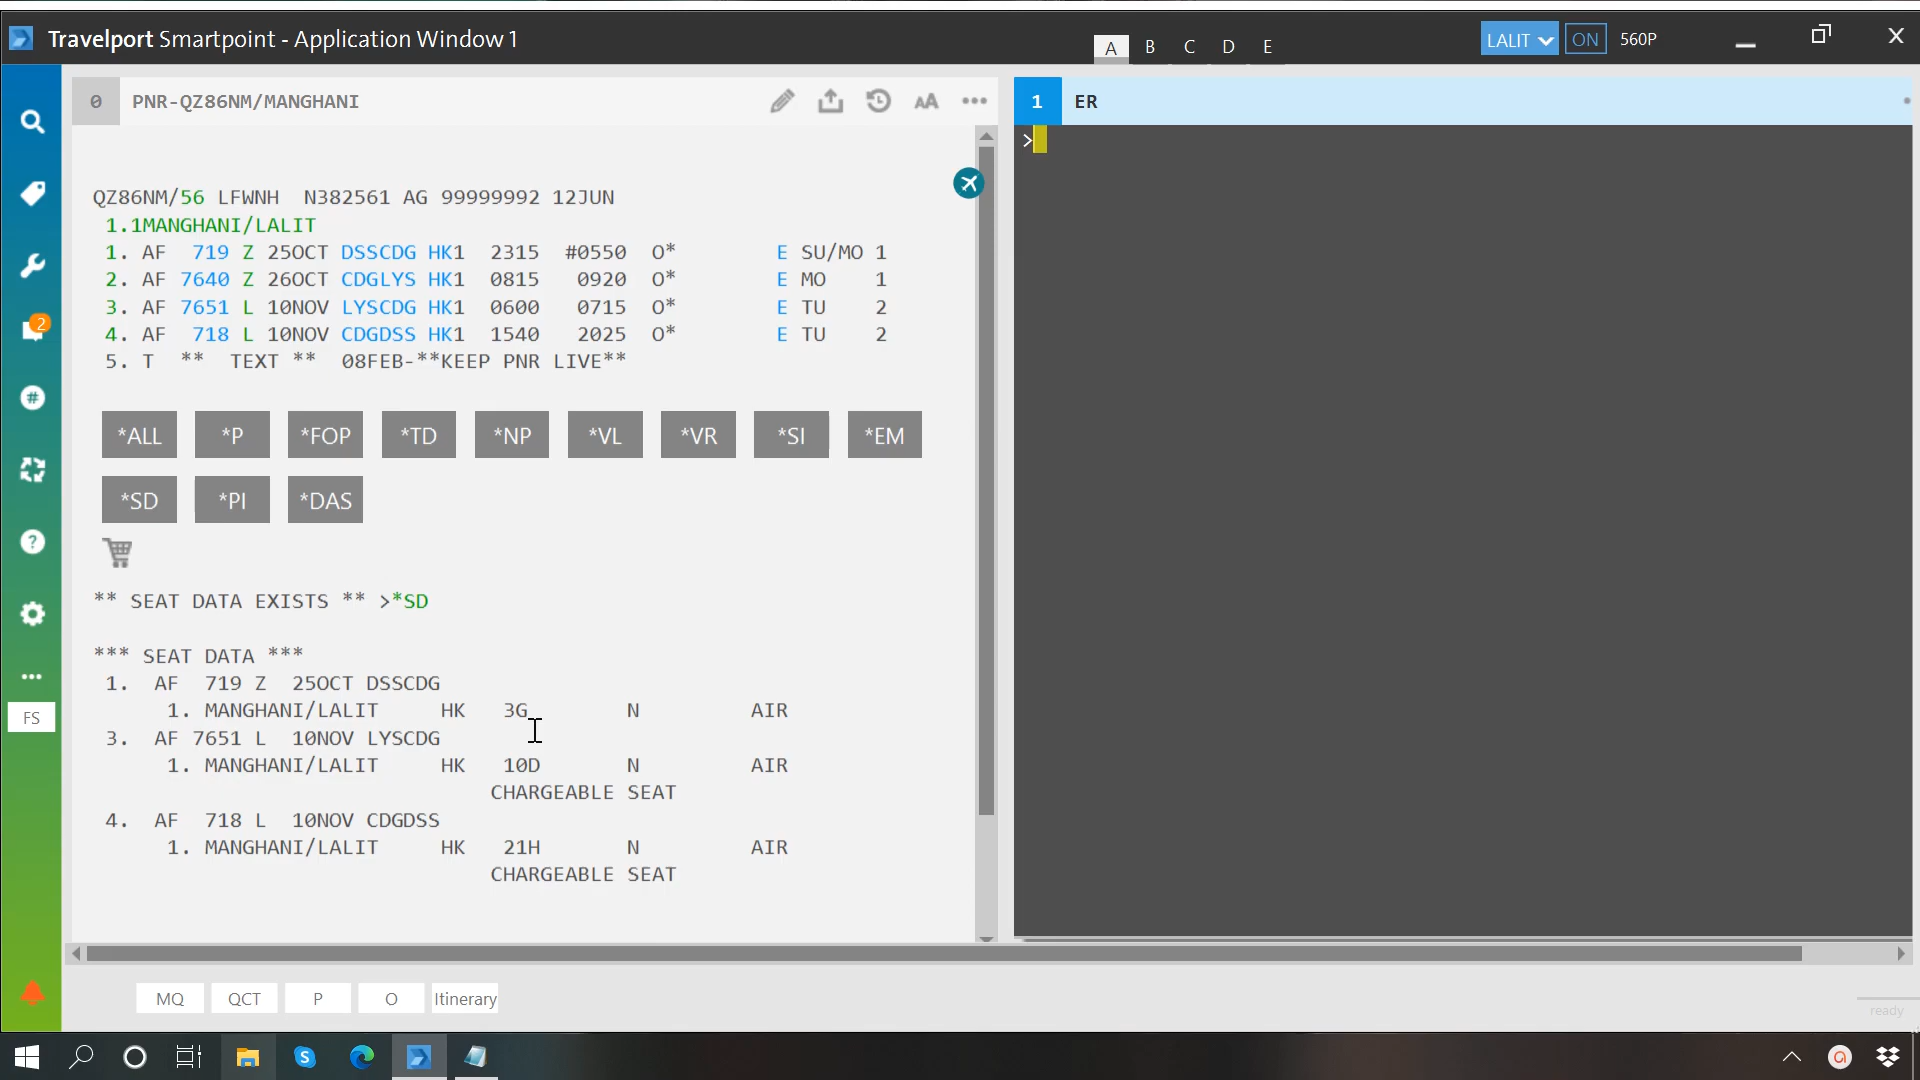 Travelport Smartpoint - Application Window 1
A B C D E
LALIT ON 560P
0 PNR-QZ86NM/MANGHANI
AA
1 ER
>
QZ86NM/56 LFWNH N382561 AG 99999992 12JUN
1.1MANGHANI/LALIT
1. AF 719 Z 25OCT DSSCDG HK1 2315 #0550 O* E SU/MO 1
2. AF 7640 Z 26OCT CDGLYS HK1 0815 0920 O* E MO 1
3. AF 7651 L 10NOV LYSCDG HK1 0600 0715 O* E TU 2
4. AF 718 L 10NOV CDGDSS HK1 1540 2025 O* E TU 2
5. T ** TEXT ** 08FEB-**KEEP PNR LIVE**
*ALL *P *FOP *TD *NP *VL *VR *SI *EM
*SD *PI *DAS
** SEAT DATA EXISTS ** >*SD
*** SEAT DATA ***
1. AF 719 Z 25OCT DSSCDG
1. MANGHANI/LALIT HK 3G N AIR
3. AF 7651 L 10NOV LYSCDG
1. MANGHANI/LALIT HK 10D N AIR
CHARGEABLE SEAT
4. AF 718 L 10NOV CDGDSS
1. MANGHANI/LALIT HK 21H N AIR
CHARGEABLE SEAT
2
#
?
FS
MQ QCT P O Itinerary
ready